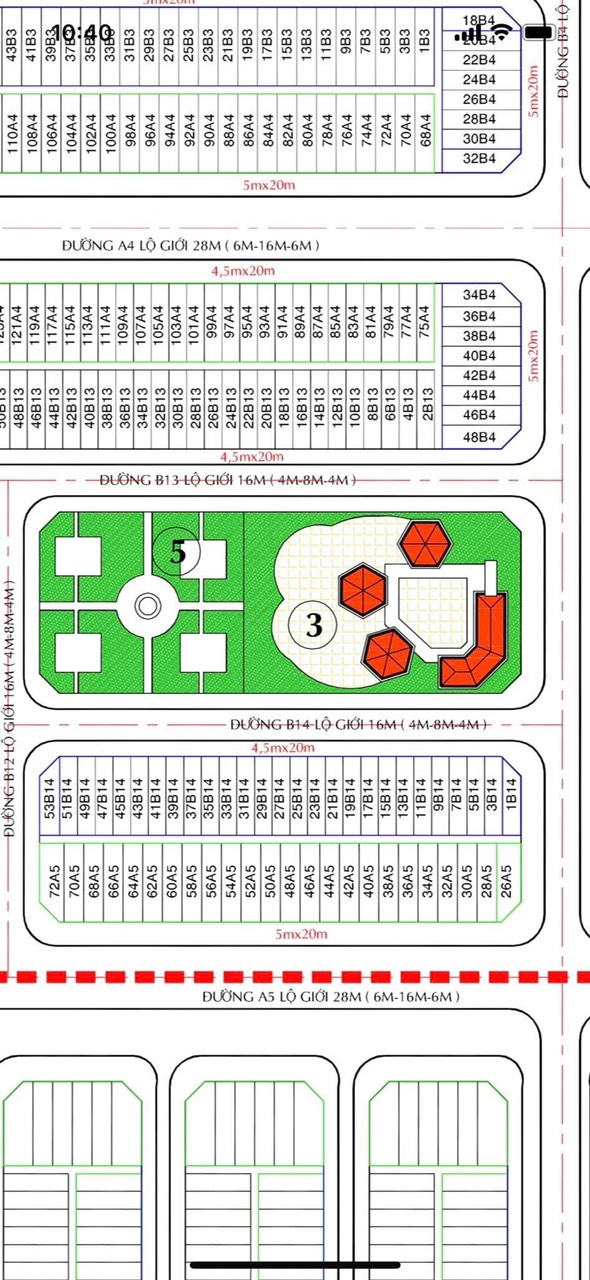 5mx20m
10:40
43B3 41B3 39B3 31B3 29B3 27B3 25B3 23B3 21B3 19B3 17B3 15B3 13B3 11B3 9B3 7B3 5B3 3B3 1B3
18B4
20B4
22B4
24B4
26B4
28B4
30B4
32B4
5mx20m
110A4 108A4 106A4 104A4 102A4 100A4 98A4 96A4 94A4 92A4 90A4 88A4 86A4 84A4 82A4 80A4 78A4 76A4 74A4 72A4 70A4 68A4
5mx20m
ĐƯỜNG B4 LỘ
ĐƯỜNG A4 LỘ GIỚI 28M ( 6M-16M-6M )
4,5mx20m
121A4 119A4 117A4 115A4 113A4 111A4 109A4 107A4 105A4 103A4 101A4 99A4 97A4 95A4 93A4 91A4 89A4 87A4 85A4 83A4 81A4 79A4 77A4 75A4
34B4
36B4
38B4
40B4
42B4
44B4
46B4
48B4
5mx20m
48B13 46B13 44B13 42B13 40B13 38B13 36B13 34B13 32B13 30B13 28B13 26B13 24B13 22B13 20B13 18B13 16B13 14B13 12B13 10B13 8B13 6B13 4B13 2B13
4,5mx20m
ĐƯỜNG B13 LỘ GIỚI 16M ( 4M-8M-4M )
5
3
ĐƯỜNG B12 LỘ GIỚI 16M ( 4M-8M-4M )
ĐƯỜNG B14 LỘ GIỚI 16M ( 4M-8M-4M )
4,5mx20m
53B14 51B14 49B14 47B14 45B14 43B14 41B14 39B14 37B14 35B14 33B14 31B14 29B14 27B14 25B14 23B14 21B14 19B14 17B14 15B14 13B14 11B14 9B14 7B14 5B14 3B14 1B14
72A5 70A5 68A5 66A5 64A5 62A5 60A5 58A5 56A5 54A5 52A5 50A5 48A5 46A5 44A5 42A5 40A5 38A5 36A5 34A5 32A5 30A5 28A5 26A5
5mx20m
ĐƯỜNG A5 LỘ GIỚI 28M ( 6M-16M-6M )